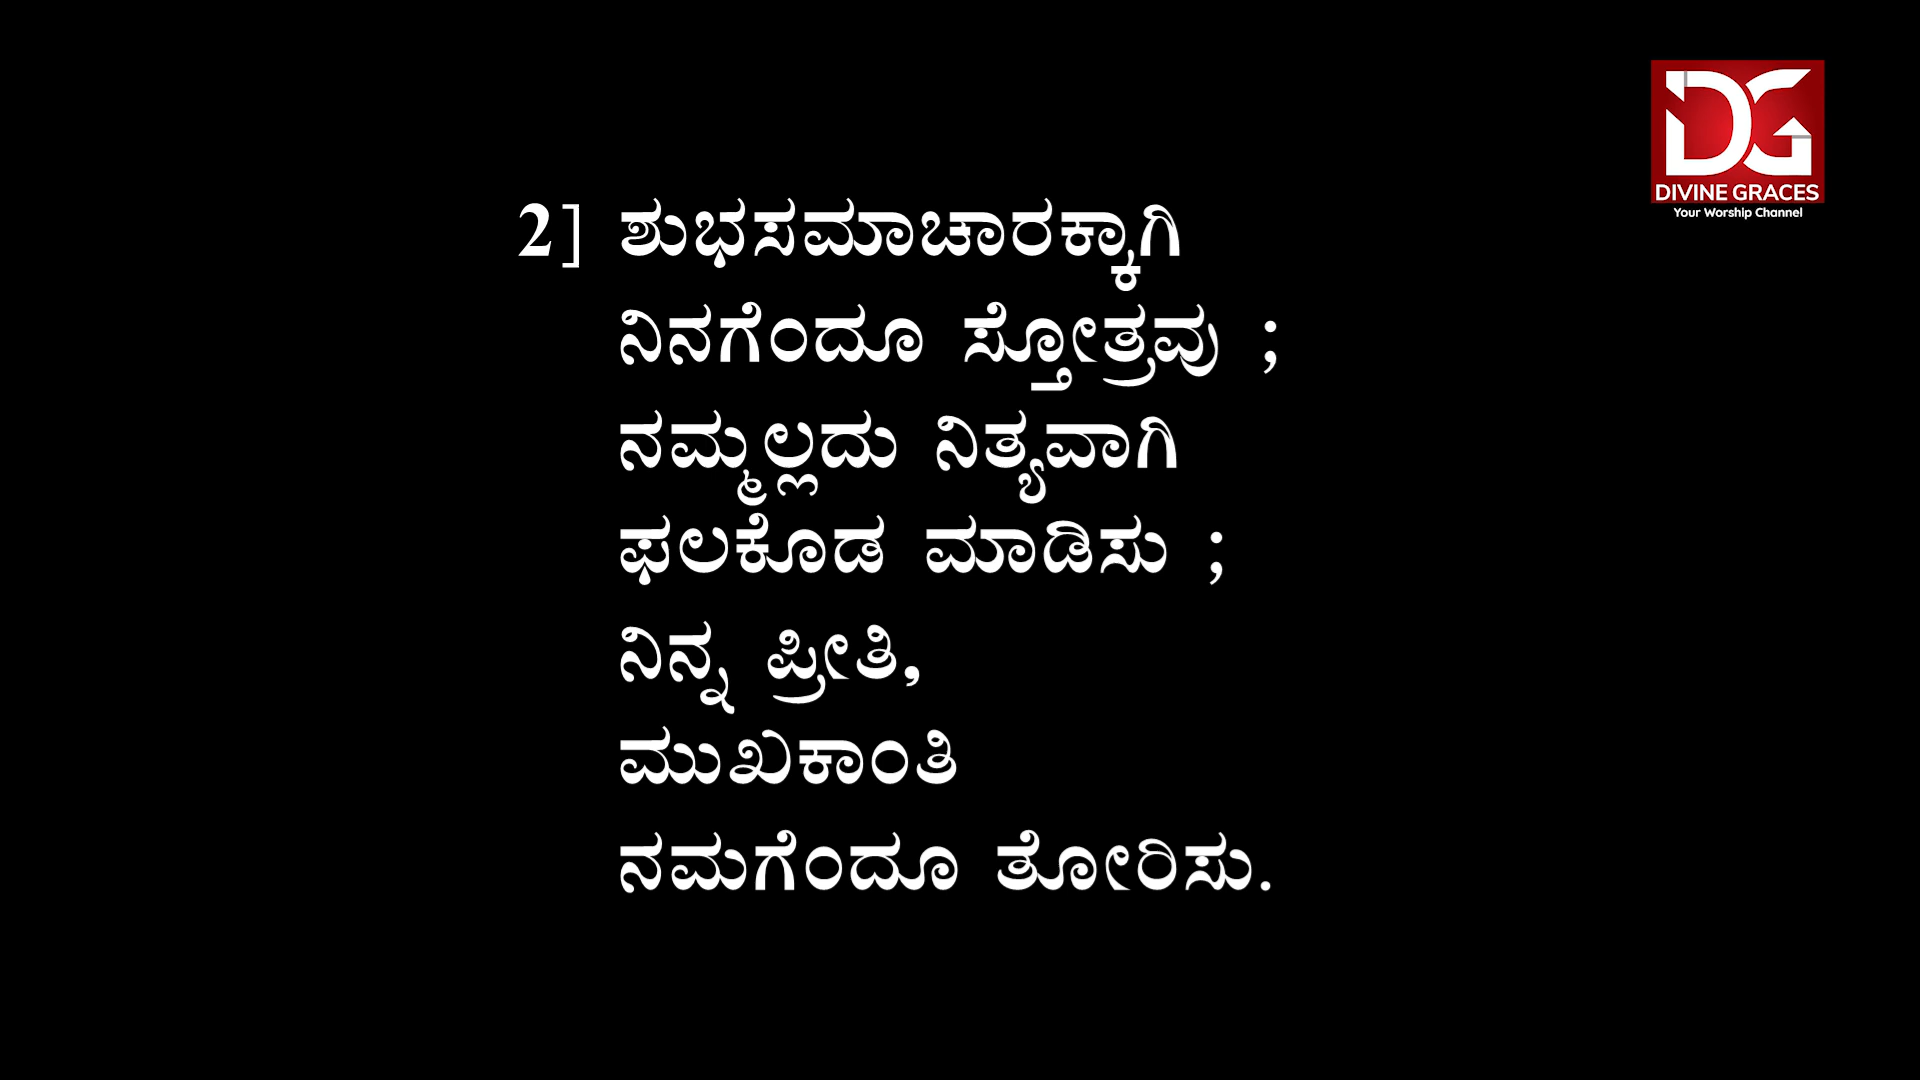 DIVINE GRACES
Your Worship Channel
2] ಶುಭಸಮಾಚಾರಕ್ಕಾಗಿ
ನಿನಗೆಂದೂ ಸ್ತೋತ್ರವು ;
ನಮ್ಮಲ್ಲದು ನಿತ್ಯವಾಗಿ
ಫಲಕೊಡ ಮಾಡಿಸು ;
ನಿನ್ನ ಪ್ರೀತಿ,
ಮುಖಕಾಂತಿ
ನಮಗೆಂದೂ ತೋರಿಸು.